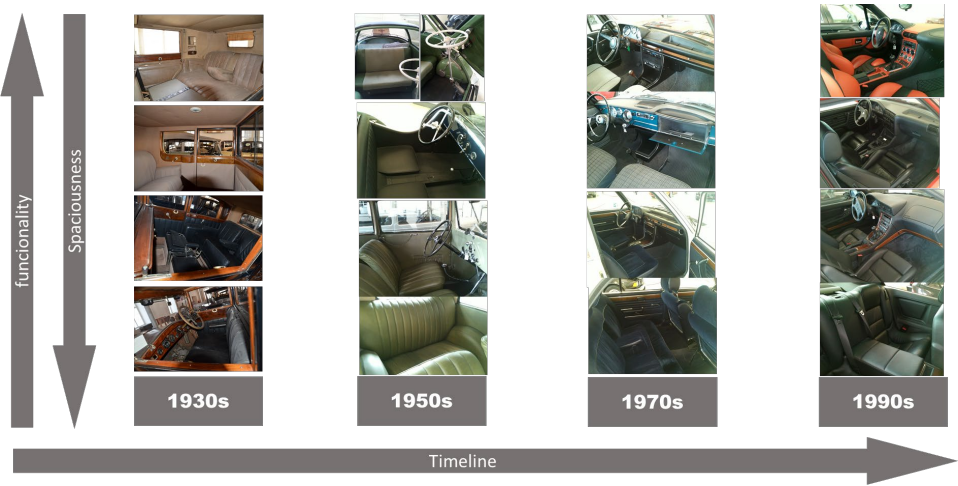 funcionality
Spaciousness
1930s
1950s
1970s
1990s
Timeline